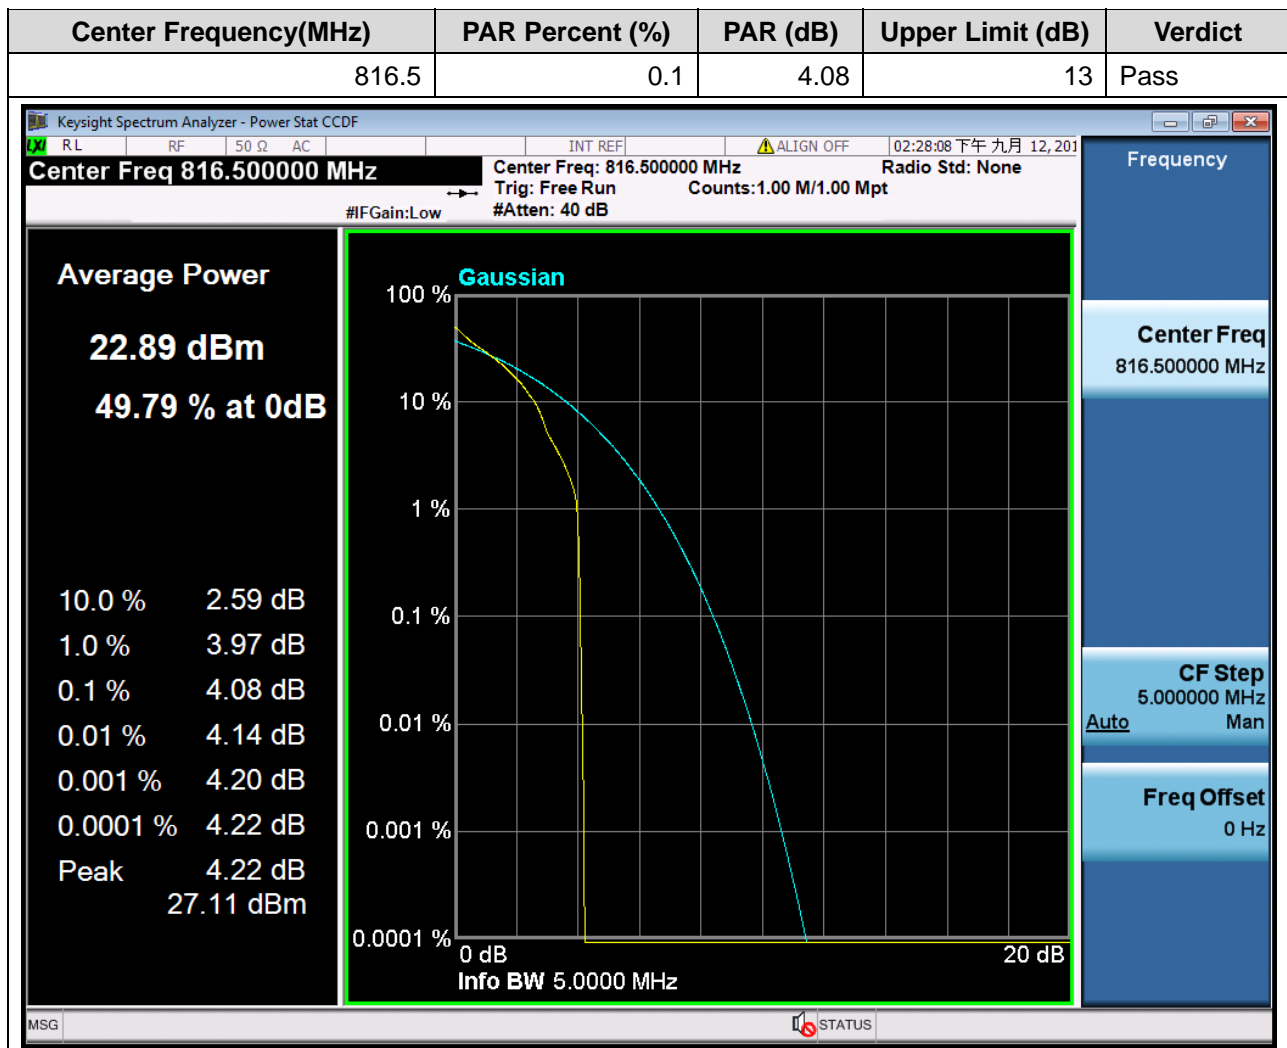 Center Frequency(MHz) PAR Percent (%) PAR (dB) Upper Limit (dB) Verdict
816.5 0.1 4.08 13 Pass
Keysight Spectrum Analyzer - Power Stat CCDF
LXI RL RF 50 Ω AC INT REF ALIGN OFF 02:28:08 下午 九月 12, 201
Center Freq 816.500000 MHz
Center Freq: 816.500000 MHz Radio Std: None
Trig: Free Run Counts:1.00 M/1.00 Mpt
#IFGain:Low #Atten: 40 dB
Average Power
22.89 dBm
49.79 % at 0dB
10.0 % 2.59 dB
1.0 % 3.97 dB
0.1 % 4.08 dB
0.01 % 4.14 dB
0.001 % 4.20 dB
0.0001 % 4.22 dB
Peak 4.22 dB
27.11 dBm
Gaussian
100 %
10 %
1 %
0.1 %
0.01 %
0.001 %
0.0001 %
0 dB 20 dB
Info BW 5.0000 MHz
Frequency
Center Freq
816.500000 MHz
CF Step
5.000000 MHz
Auto Man
Freq Offset
0 Hz
MSG STATUS